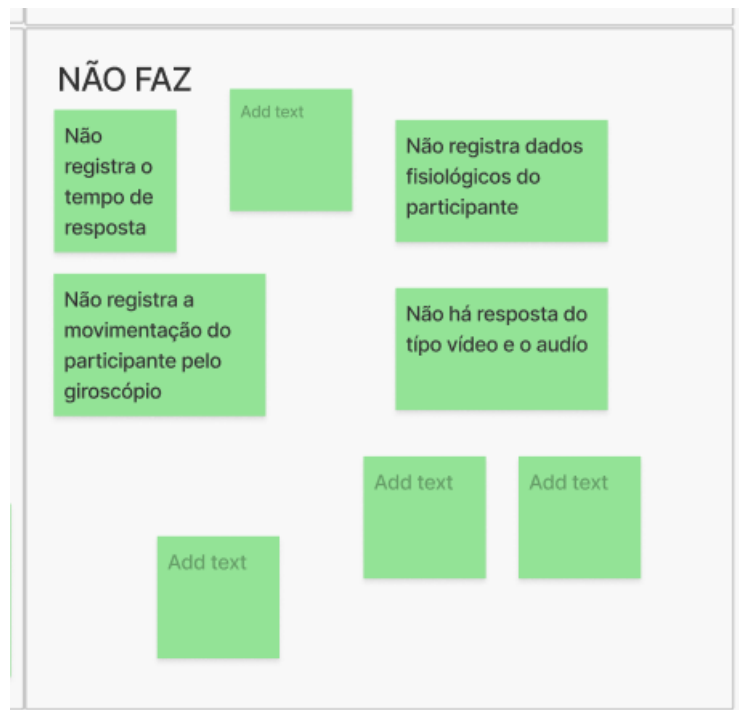 NÃO FAZ
Não
registra o
tempo de
resposta
Add text
Não registra dados
fisiológicos do
participante
Não registra a
movimentação do
participante pelo
giroscópio
Não há resposta do
típo vídeo e o audío
Add text
Add text
Add text